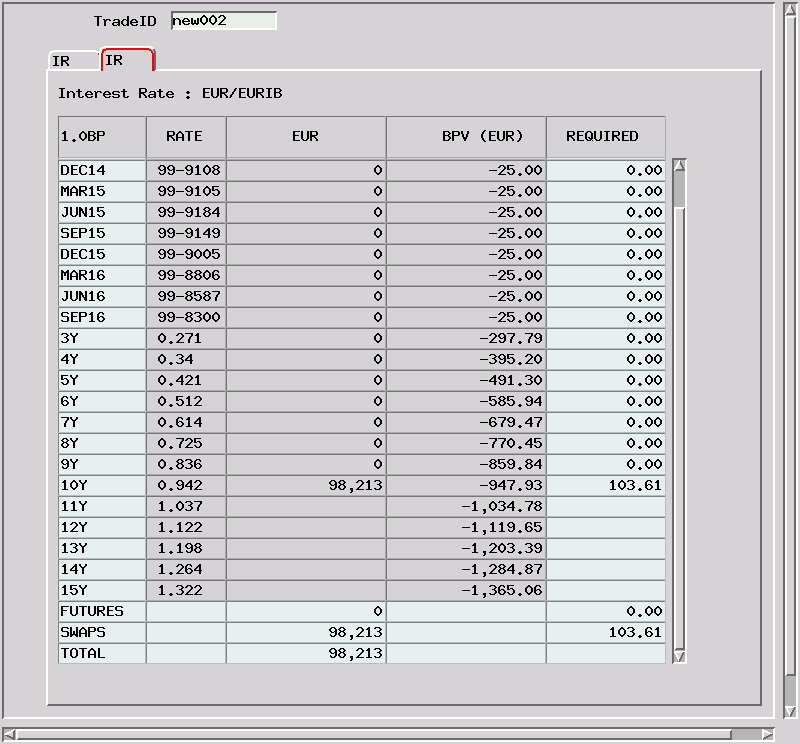 TradeID new002
IR IR
Interest Rate : EUR/EURIB
1.0BP RATE EUR BPV (EUR) REQUIRED
DEC14 99-9108 0 -25.00 0.00
MAR15 99-9105 0 -25.00 0.00
JUN15 99-9184 0 -25.00 0.00
SEP15 99-9149 0 -25.00 0.00
DEC15 99-9005 0 -25.00 0.00
MAR16 99-8806 0 -25.00 0.00
JUN16 99-8587 0 -25.00 0.00
SEP16 99-8300 0 -25.00 0.00
3Y 0.271 0 -297.79 0.00
4Y 0.34 0 -395.20 0.00
5Y 0.421 0 -491.30 0.00
6Y 0.512 0 -585.94 0.00
7Y 0.614 0 -679.47 0.00
8Y 0.725 0 -770.45 0.00
9Y 0.836 0 -859.84 0.00
10Y 0.942 98,213 -947.93 103.61
11Y 1.037 -1,034.78
12Y 1.122 -1,119.65
13Y 1.198 -1,203.39
14Y 1.264 -1,284.87
15Y 1.322 -1,365.06
FUTURES 0 0.00
SWAPS 98,213 103.61
TOTAL 98,213